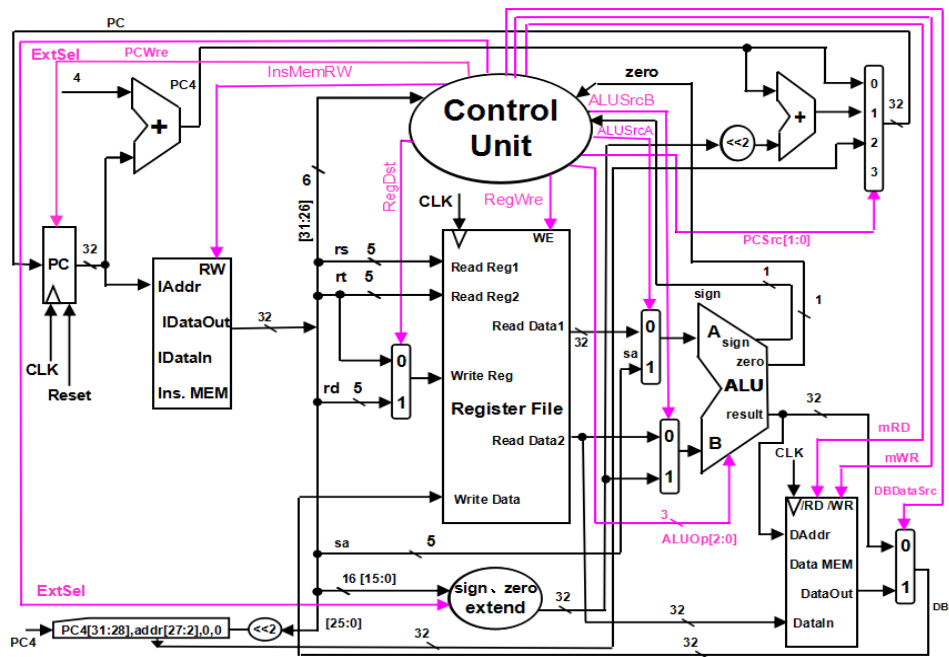 PC
ExtSel
PCWre
InsMemRW
4
PC4
+
Control
Unit
zero
ALUSrcB
ALUSrcA
<<2
+
0
1
2
3
32
6
[31:26]
RegDst
CLK
RegWre
PCSrc[1:0]
PC
32
RW
IAddr
IDataOut
IDataIn
Ins. MEM
32
CLK
Reset
rs
5
rt
5
rd
5
0
1
WE
Read Reg1
Read Reg2
Read Data1
Write Reg
Register File
Read Data2
Write Data
32
sa
0
1
0
1
sign
1
1
A
sign
zero
ALU
result
B
32
mRD
mWR
DBDataSrc
CLK
/RD /WR
DAddr
Data MEM
DataOut
DataIn
0
1
DB
3
ALUOp[2:0]
sa
5
ExtSel
16 [15:0]
sign、zero
extend
32
32
[25:0]
PC4
PC4[31:28],addr[27:2],0,0
<<2
32
32